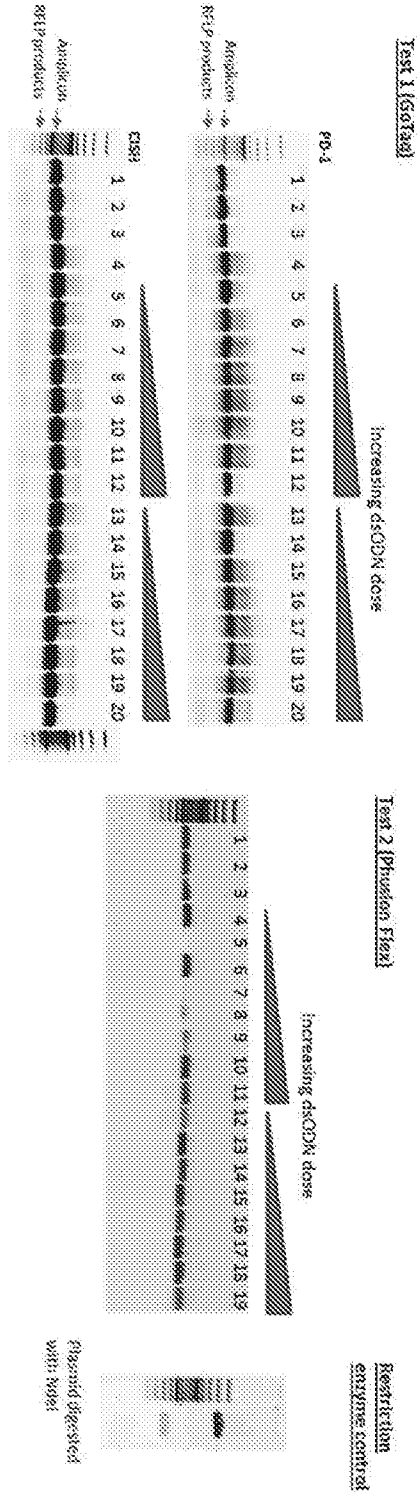 Test 1 (GoTaq)
Increasing dsODN dose
PD-1
1 2 3 4 5 6 7 8 9 10 11 12 13 14 15 16 17 18 19 20
Amplicon
RFLP products
CISH
1 2 3 4 5 6 7 8 9 10 11 12 13 14 15 16 17 18 19 20
Amplicon
RFLP products
Test 2 (Phusion Flex)
Increasing dsODN dose
1 2 3 4 5 6 7 8 9 10 11 12 13 14 15 16 17 18 19
Restriction
enzyme control
Plasmid digested
with NdeI